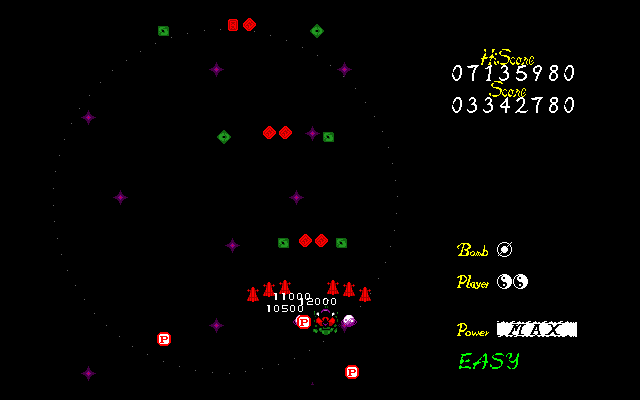 HiScore
07135980
Score
03342780
Bomb
Player
11000
12000
10500
P
Power MAX
P
EASY
P